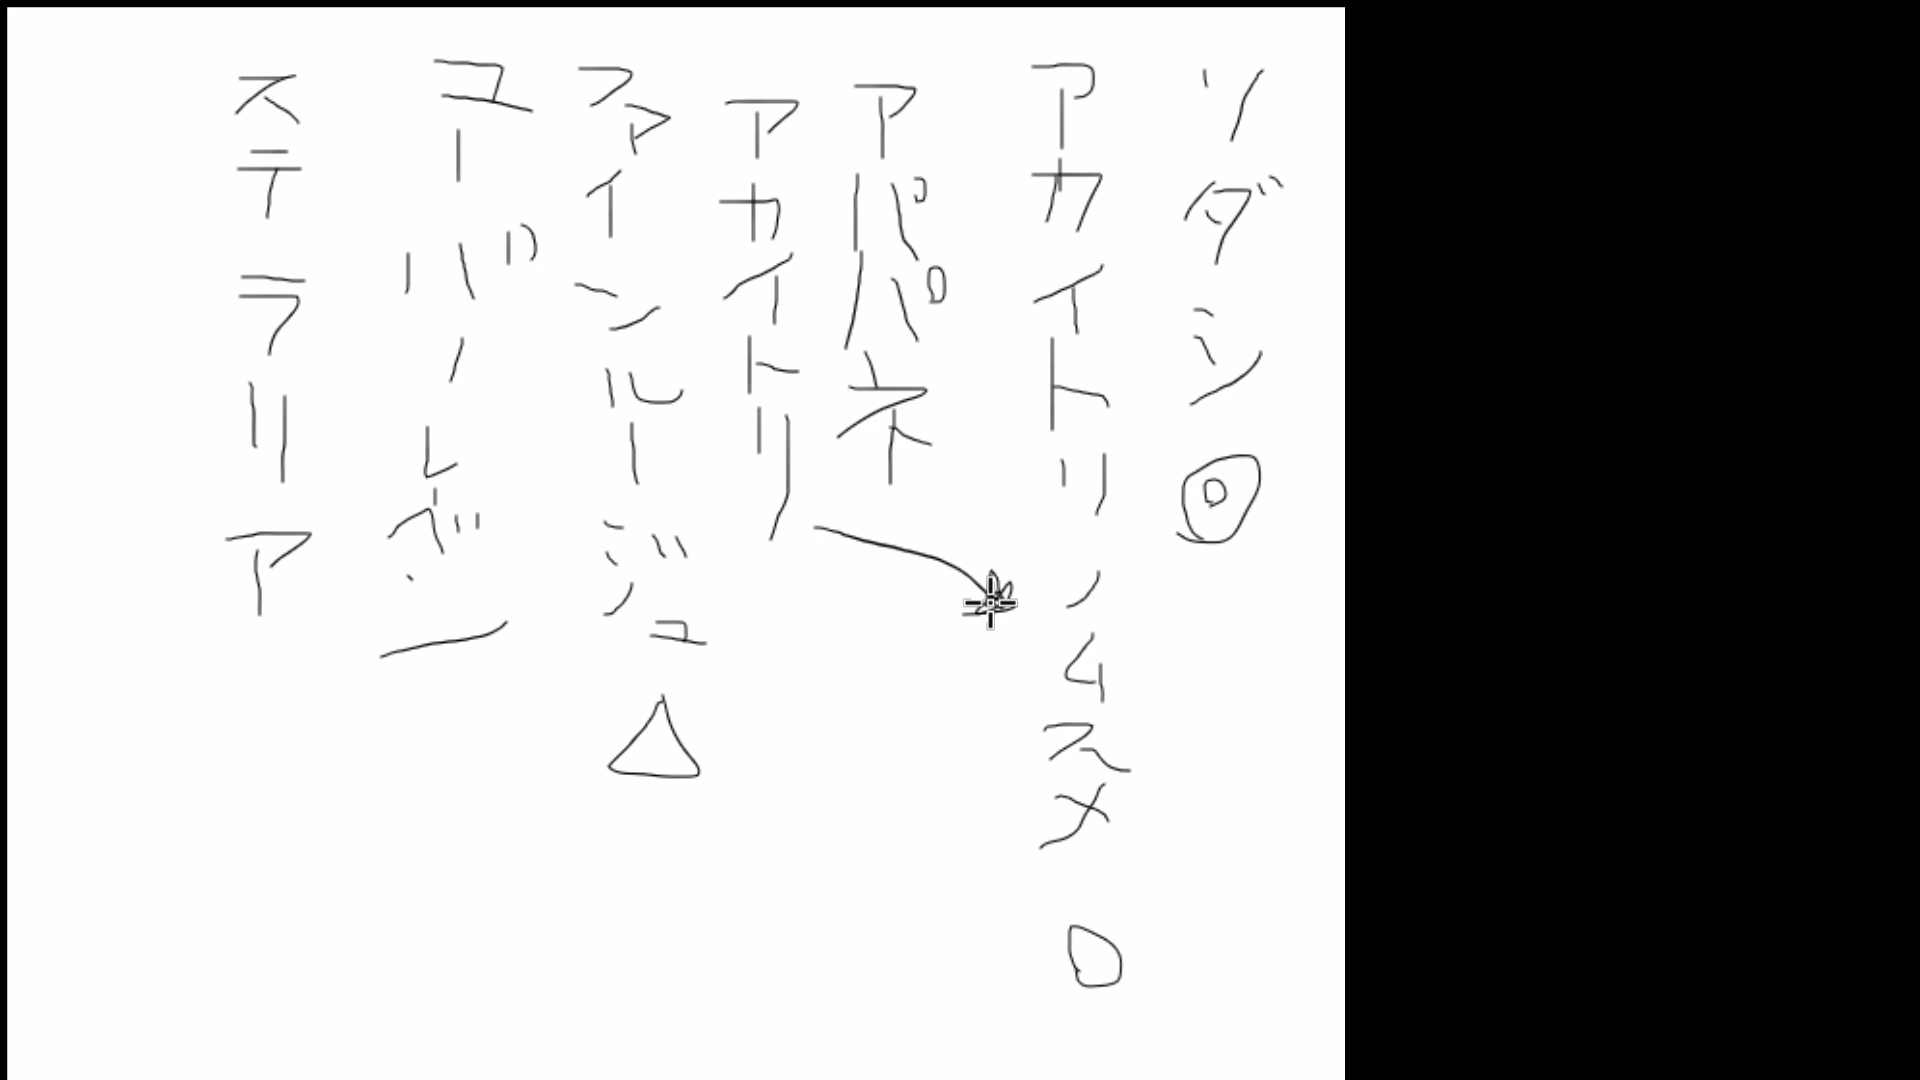 ソダシ◎
アカイトリノムスメ○
アパパネ
アカイトリ
ファインルージュ△
ユーバーレーベン
ステラリア